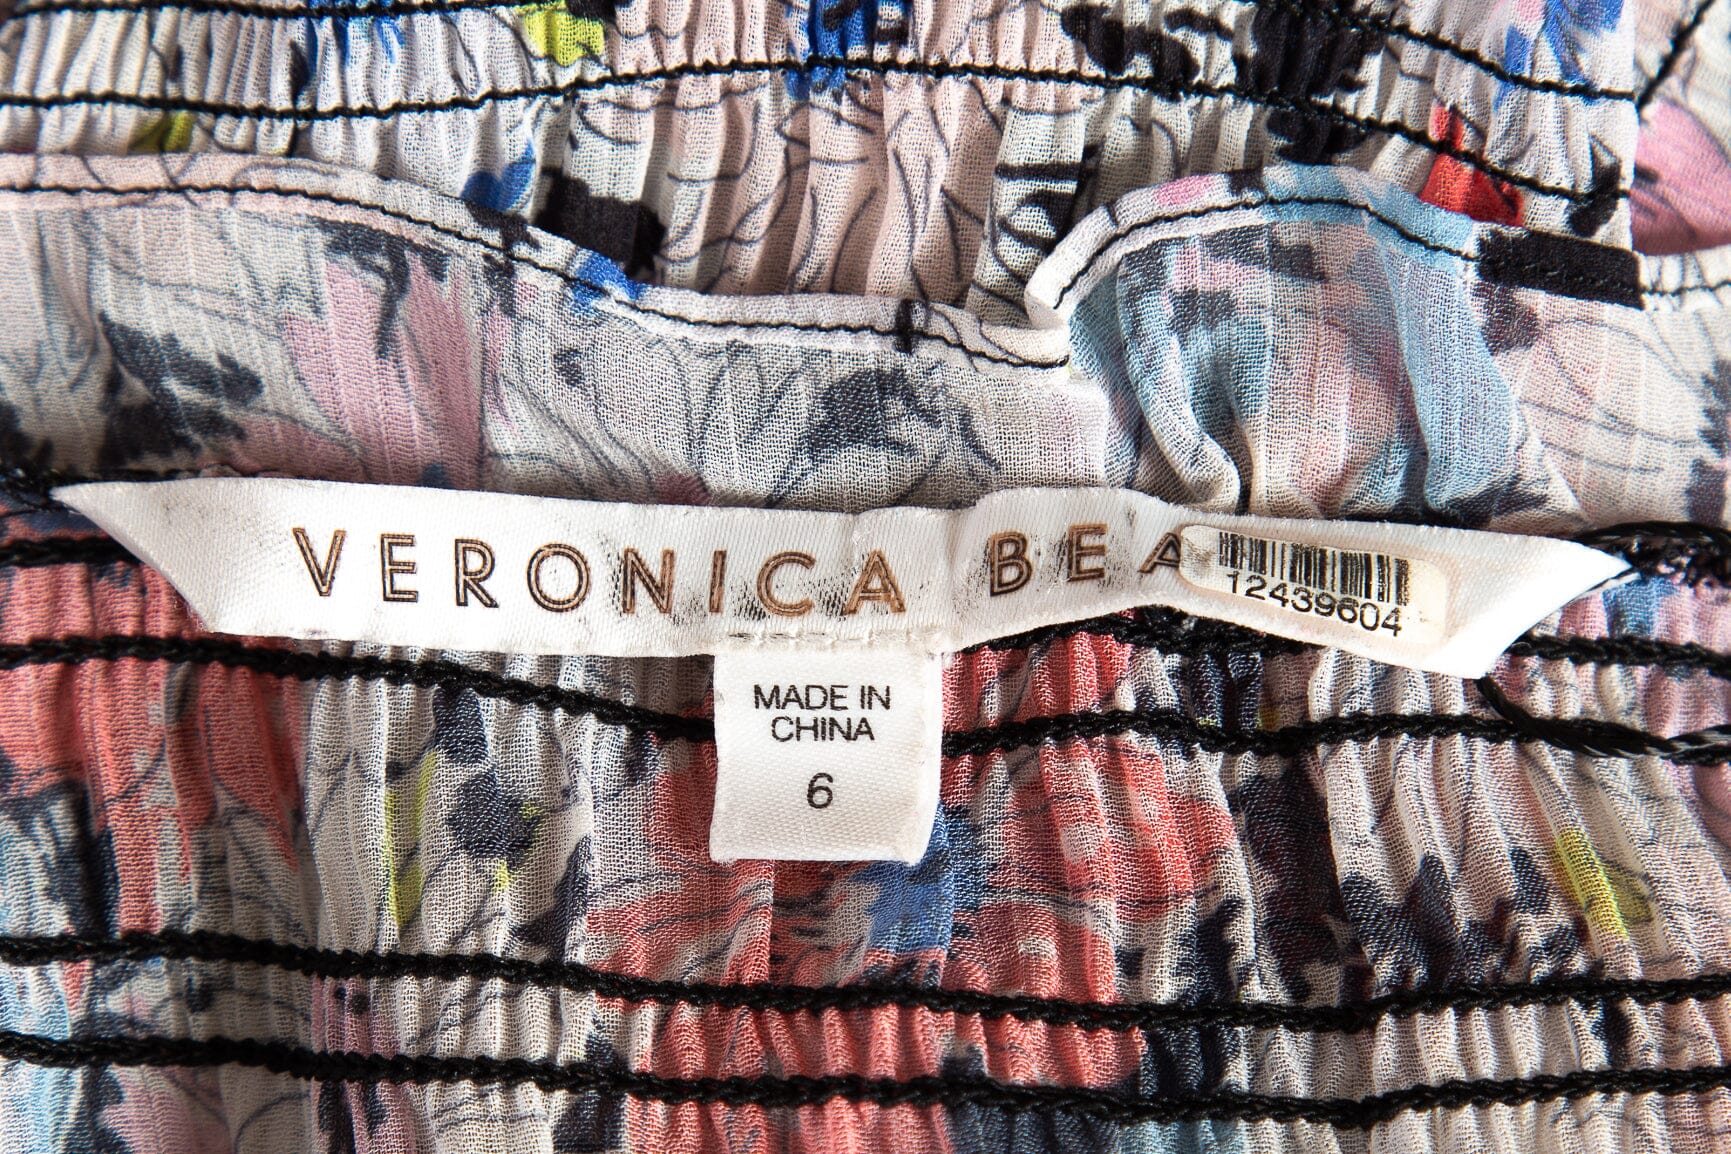 VERONICA BEA
12439604
MADE IN
CHINA
6